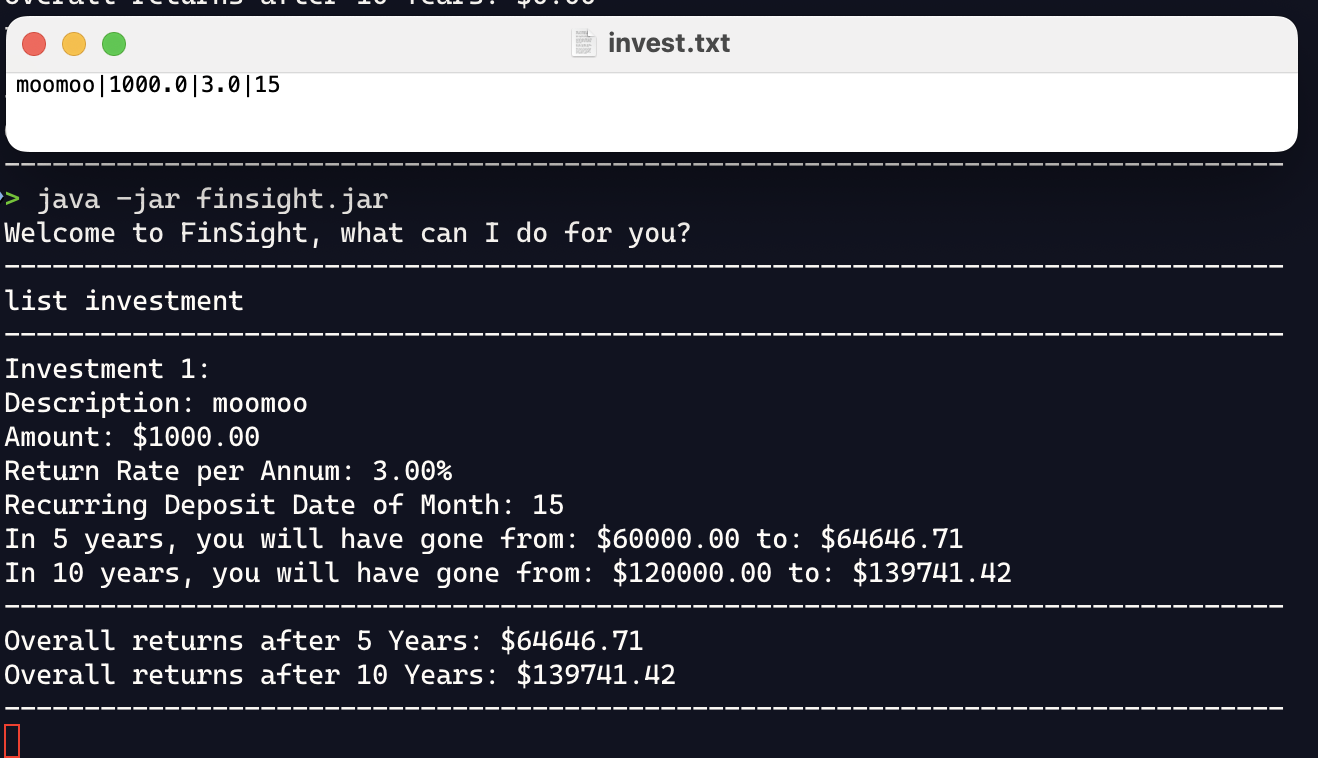 Overall returns after 10 Years: $0.00
invest.txt
moomoo|1000.0|3.0|15
--------------------------------------------------------------------------------
> java -jar finsight.jar
Welcome to FinSight, what can I do for you?
--------------------------------------------------------------------------------
list investment
--------------------------------------------------------------------------------
Investment 1:
Description: moomoo
Amount: $1000.00
Return Rate per Annum: 3.00%
Recurring Deposit Date of Month: 15
In 5 years, you will have gone from: $60000.00 to: $64646.71
In 10 years, you will have gone from: $120000.00 to: $139741.42
--------------------------------------------------------------------------------
Overall returns after 5 Years: $64646.71
Overall returns after 10 Years: $139741.42
--------------------------------------------------------------------------------